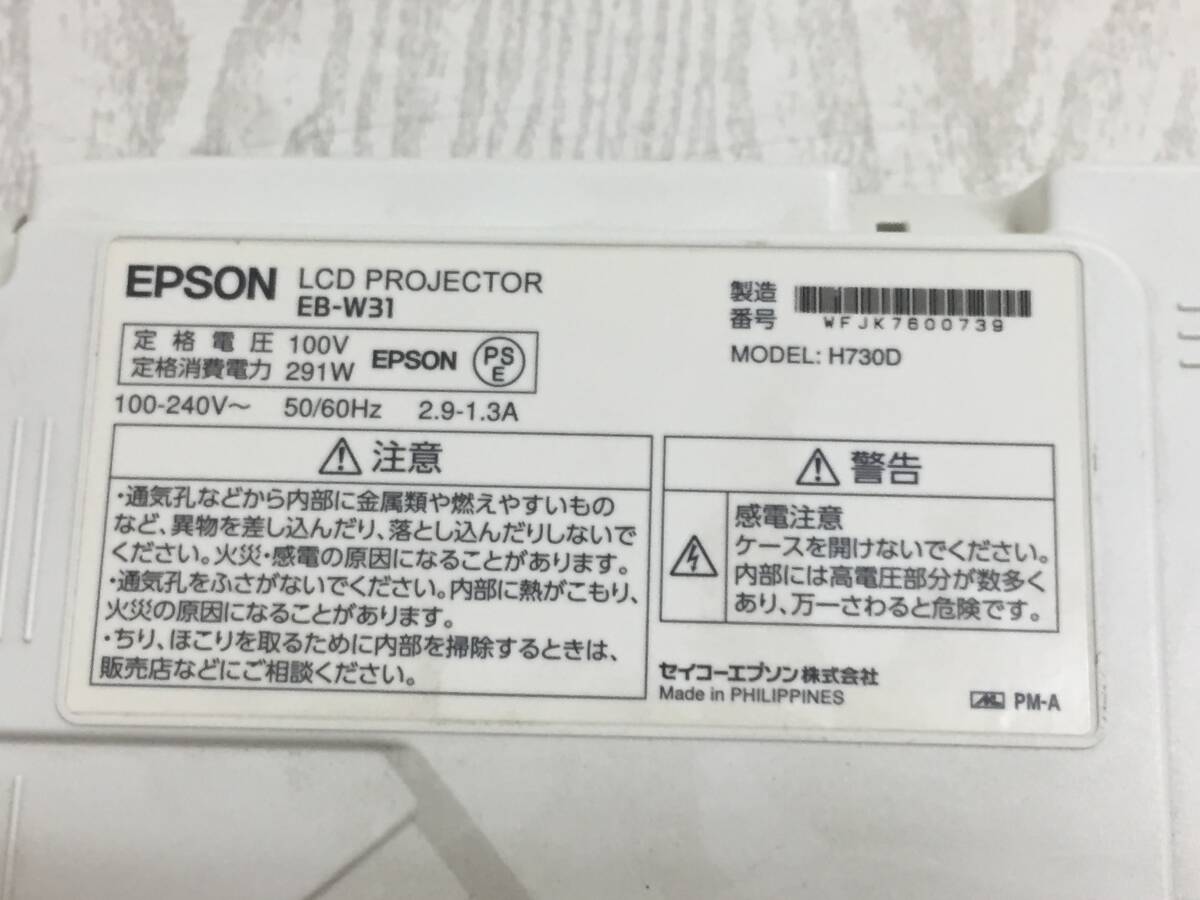 EPSON LCD PROJECTOR
EB-W31
定格電圧 100V
定格消費電力 291W
EPSON
PS
E
100-240V～ 50/60Hz 2.9-1.3A
製造
番号
WFJK7600739
MODEL: H730D
注意
・通気孔などから内部に金属類や燃えやすいもの
など、異物を差し込んだり、落とし込んだりしないで
ください。火災・感電の原因になることがあります。
・通気孔をふさがないでください。内部に熱がこもり、
火災の原因になることがあります。
・ちり、ほこりを取るために内部を掃除するときは、
販売店などにご相談ください。
警告
感電注意
ケースを開けないでください。
内部には高電圧部分が数多く
あり、万一さわると危険です。
セイコーエプソン株式会社
Made in PHILIPPINES
PM-A